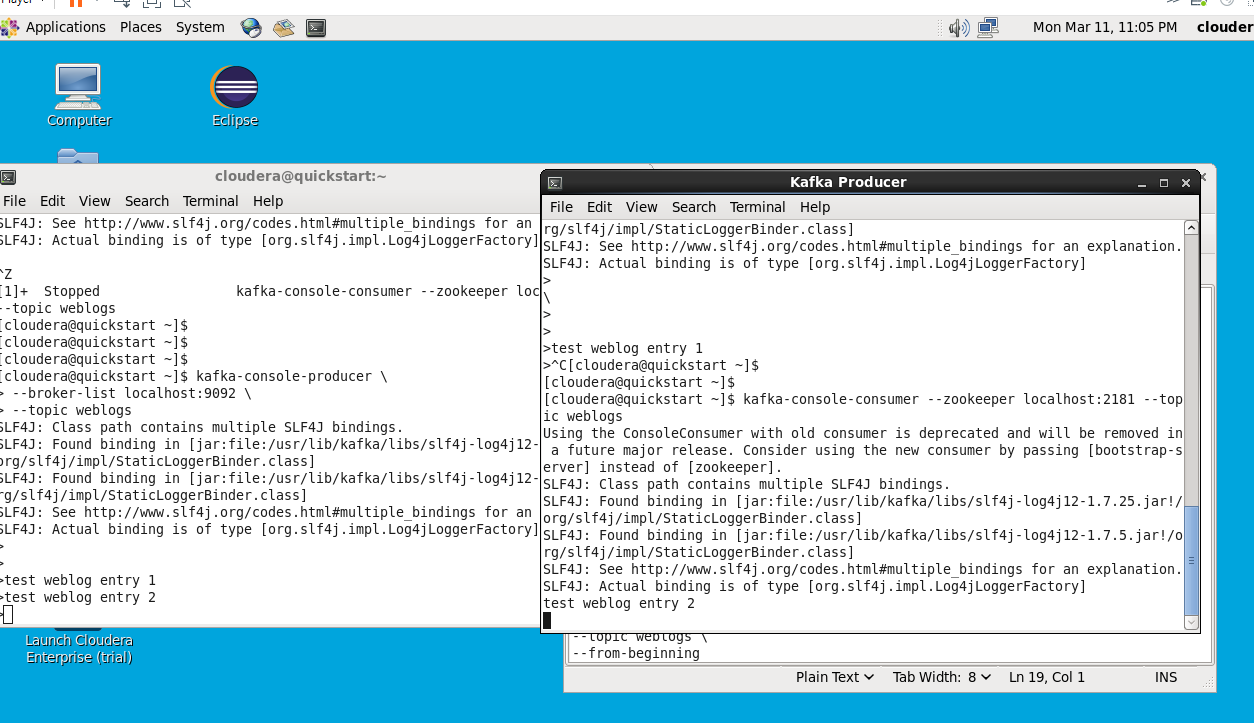 Player
Applications Places System Mon Mar 11, 11:05 PM clouder
Computer
Eclipse
cloudera@quickstart:~
File Edit View Search Terminal Help
SLF4J: See http://www.slf4j.org/codes.html#multiple_bindings for an
SLF4J: Actual binding is of type [org.slf4j.impl.Log4jLoggerFactory]
^Z
[1]+ Stopped kafka-console-consumer --zookeeper loc
--topic weblogs
[cloudera@quickstart ~]$
[cloudera@quickstart ~]$
[cloudera@quickstart ~]$
[cloudera@quickstart ~]$ kafka-console-producer \
> --broker-list localhost:9092 \
> --topic weblogs
SLF4J: Class path contains multiple SLF4J bindings.
SLF4J: Found binding in [jar:file:/usr/lib/kafka/libs/slf4j-log4j12-
org/slf4j/impl/StaticLoggerBinder.class]
SLF4J: Found binding in [jar:file:/usr/lib/kafka/libs/slf4j-log4j12-
rg/slf4j/impl/StaticLoggerBinder.class]
SLF4J: See http://www.slf4j.org/codes.html#multiple_bindings for an
SLF4J: Actual binding is of type [org.slf4j.impl.Log4jLoggerFactory]
>
>
>test weblog entry 1
>test weblog entry 2
>
Kafka Producer
File Edit View Search Terminal Help
rg/slf4j/impl/StaticLoggerBinder.class]
SLF4J: See http://www.slf4j.org/codes.html#multiple_bindings for an explanation.
SLF4J: Actual binding is of type [org.slf4j.impl.Log4jLoggerFactory]
>
\
>
>
>test weblog entry 1
>^C[cloudera@quickstart ~]$
[cloudera@quickstart ~]$
[cloudera@quickstart ~]$ kafka-console-consumer --zookeeper localhost:2181 --top
ic weblogs
Using the ConsoleConsumer with old consumer is deprecated and will be removed in
a future major release. Consider using the new consumer by passing [bootstrap-s
erver] instead of [zookeeper].
SLF4J: Class path contains multiple SLF4J bindings.
SLF4J: Found binding in [jar:file:/usr/lib/kafka/libs/slf4j-log4j12-1.7.25.jar!/
org/slf4j/impl/StaticLoggerBinder.class]
SLF4J: Found binding in [jar:file:/usr/lib/kafka/libs/slf4j-log4j12-1.7.5.jar!/o
rg/slf4j/impl/StaticLoggerBinder.class]
SLF4J: See http://www.slf4j.org/codes.html#multiple_bindings for an explanation.
SLF4J: Actual binding is of type [org.slf4j.impl.Log4jLoggerFactory]
test weblog entry 2
--topic weblogs \
--from-beginning
Plain Text Tab Width: 8 Ln 19, Col 1 INS
Launch Cloudera
Enterprise (trial)